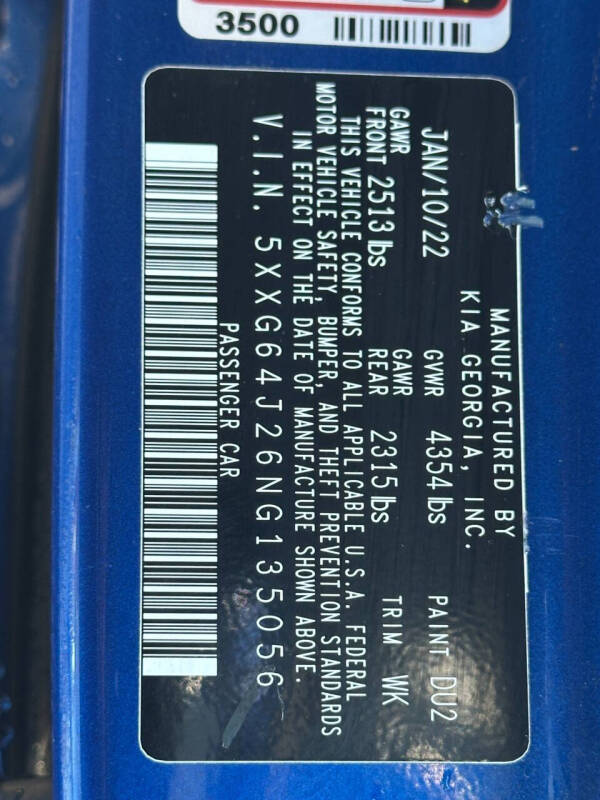 3500
MANUFACTURED BY
KIA GEORGIA, INC.
JAN/10/22 GVWR 4354 lbs PAINT DU2
GAWR FRONT 2513 lbs GAWR REAR 2315 lbs TRIM WK
THIS VEHICLE CONFORMS TO ALL APPLICABLE U.S.A. FEDERAL
MOTOR VEHICLE SAFETY, BUMPER, AND THEFT PREVENTION STANDARDS
IN EFFECT ON THE DATE OF MANUFACTURE SHOWN ABOVE.
V.I.N. 5XXG64J26NG135056
PASSENGER CAR